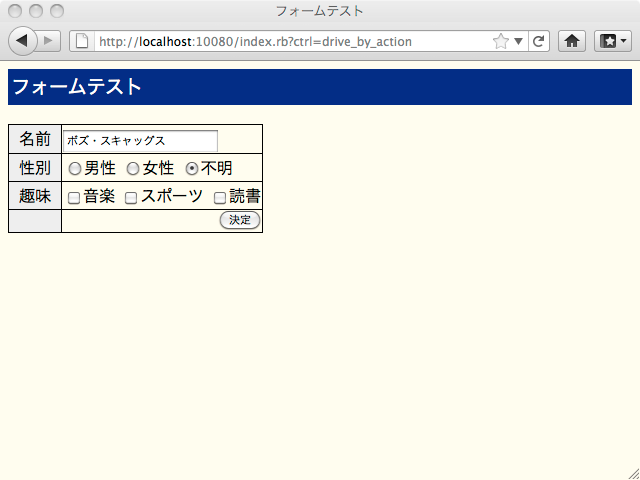 フォームテスト
http://localhost:10080/index.rb?ctrl=drive_by_action
フォームテスト
名前 ボズ・スキャッグス
性別 男性 女性 不明
趣味 音楽 スポーツ 読書
決定